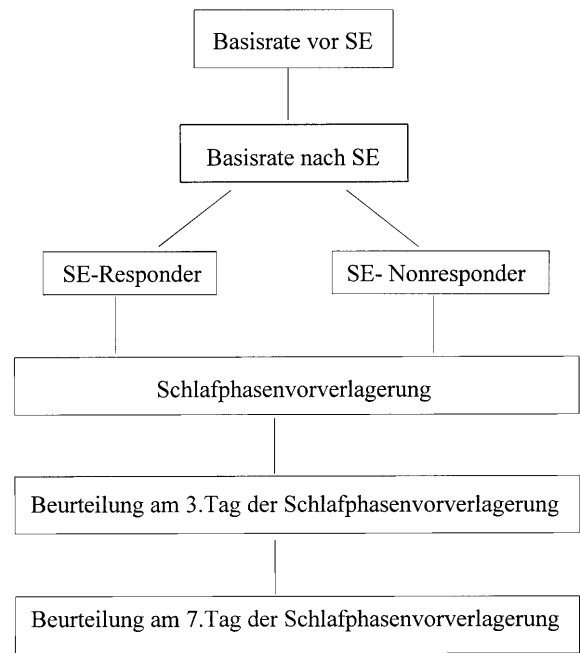 Basisrate vor SE
Basisrate nach SE
SE-Responder
SE- Nonresponder
Schlafphasenvorverlagerung
Beurteilung am 3.Tag der Schlafphasenvorverlagerung
Beurteilung am 7.Tag der Schlafphasenvorverlagerung